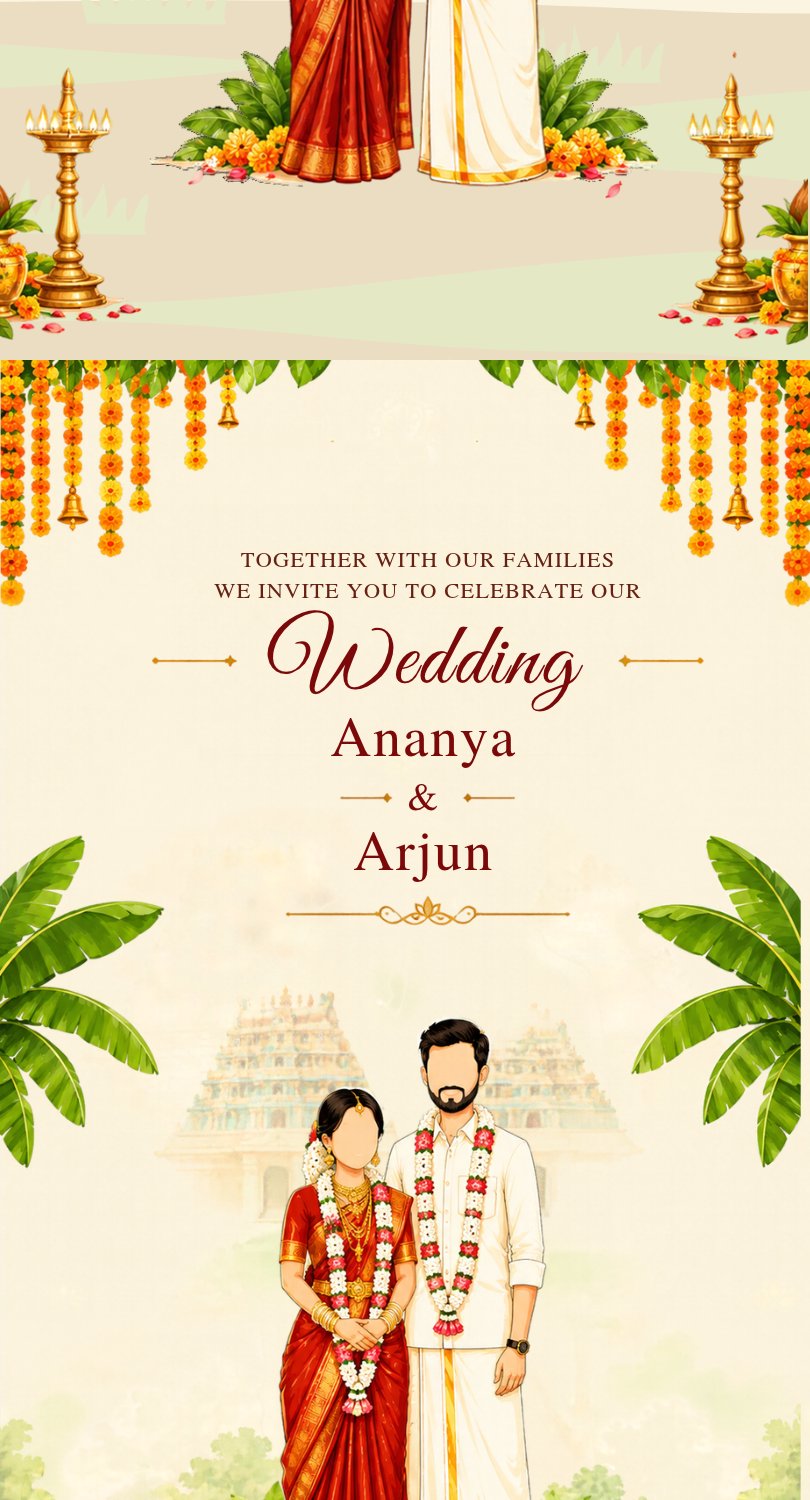 TOGETHER WITH OUR FAMILIES
WE INVITE YOU TO CELEBRATE OUR
Wedding
Ananya
&
Arjun